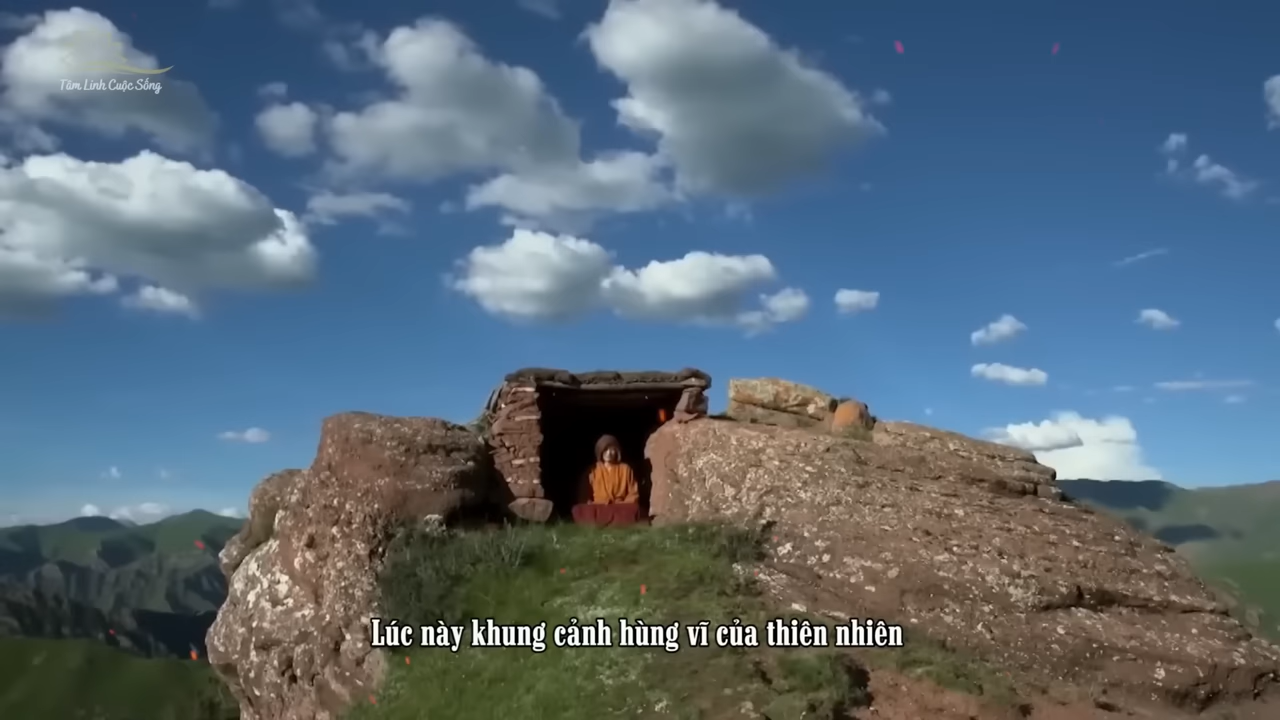 Tâm Linh Cuộc Sống
Lúc này khung cảnh hùng vĩ của thiên nhiên